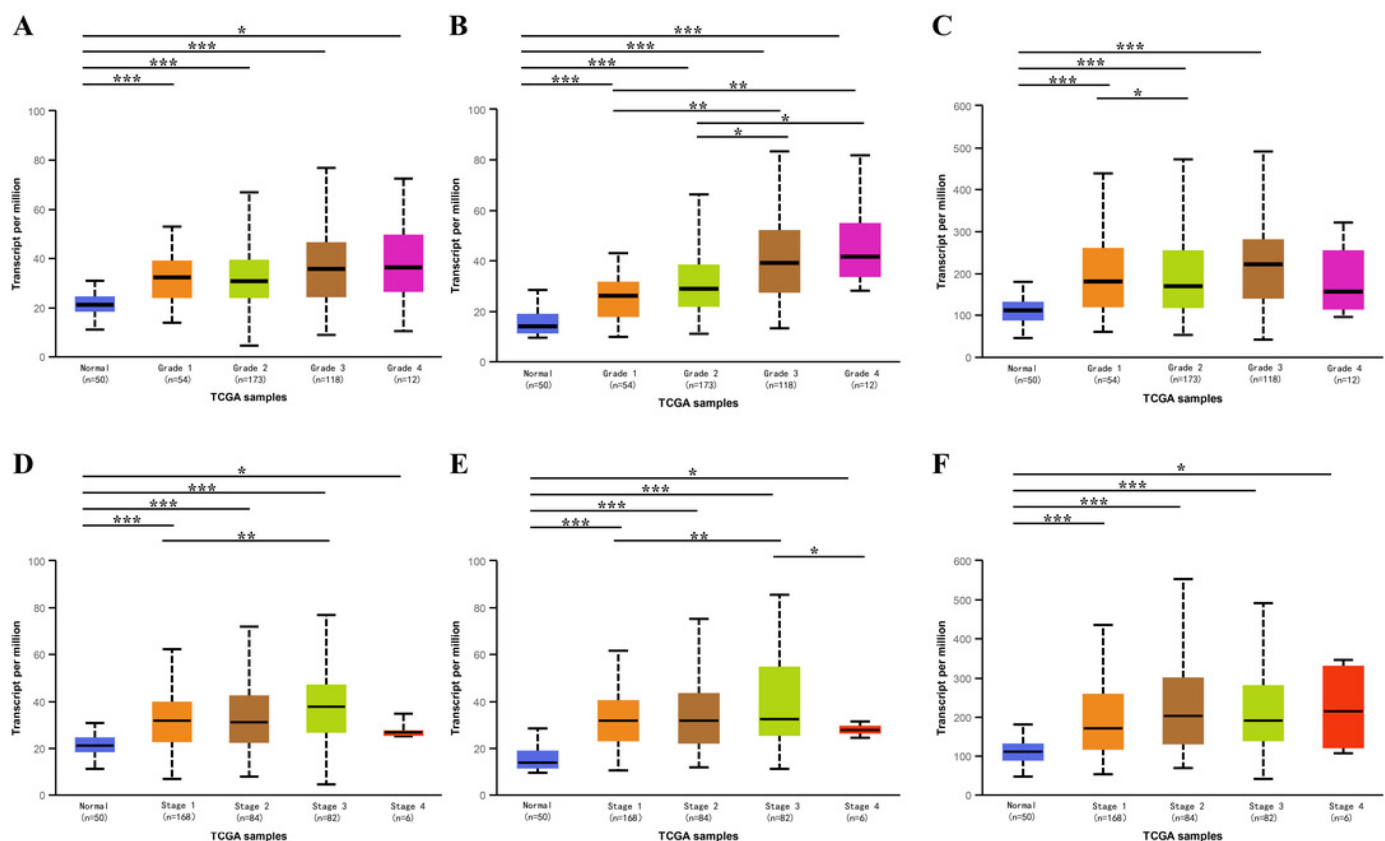 A
*
***
***
***
Transcript per million
100
80
60
40
20
0
Normal
(n=50)
Grade 1
(n=54)
Grade 2
(n=173)
Grade 3
(n=118)
Grade 4
(n=12)
TCGA samples
B
***
***
***
***
**
**
*
*
Transcript per million
100
80
60
40
20
0
Normal
(n=50)
Grade 1
(n=54)
Grade 2
(n=173)
Grade 3
(n=118)
Grade 4
(n=12)
TCGA samples
C
***
***
***
*
Transcript per million
600
500
400
300
200
100
0
Normal
(n=50)
Grade 1
(n=54)
Grade 2
(n=173)
Grade 3
(n=118)
Grade 4
(n=12)
TCGA samples
D
*
***
***
***
**
Transcript per million
100
80
60
40
20
0
Normal
(n=50)
Stage 1
(n=168)
Stage 2
(n=84)
Stage 3
(n=82)
Stage 4
(n=6)
TCGA samples
E
*
***
***
***
**
*
Transcript per million
100
80
60
40
20
0
Normal
(n=50)
Stage 1
(n=168)
Stage 2
(n=84)
Stage 3
(n=82)
Stage 4
(n=6)
TCGA samples
F
*
***
***
***
Transcript per million
600
500
400
300
200
100
0
Normal
(n=50)
Stage 1
(n=168)
Stage 2
(n=84)
Stage 3
(n=82)
Stage 4
(n=6)
TCGA samples